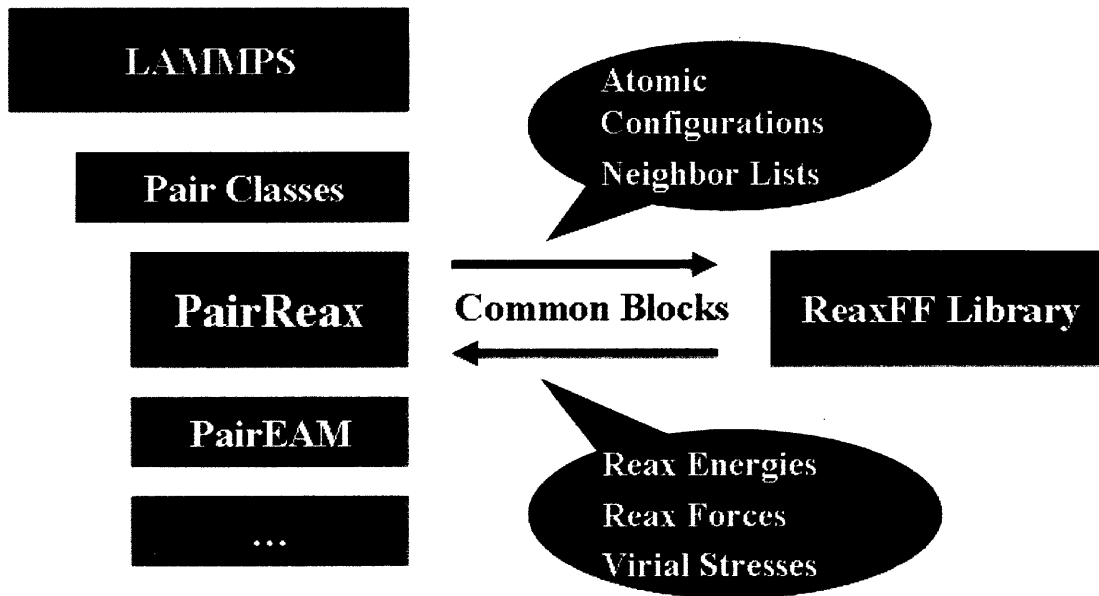 LAMMPS
Pair Classes
PairReax
PairEAM
...
Atomic
Configurations
Neighbor Lists
Common Blocks
Reax Energies
Reax Forces
Virial Stresses
ReaxFF Library